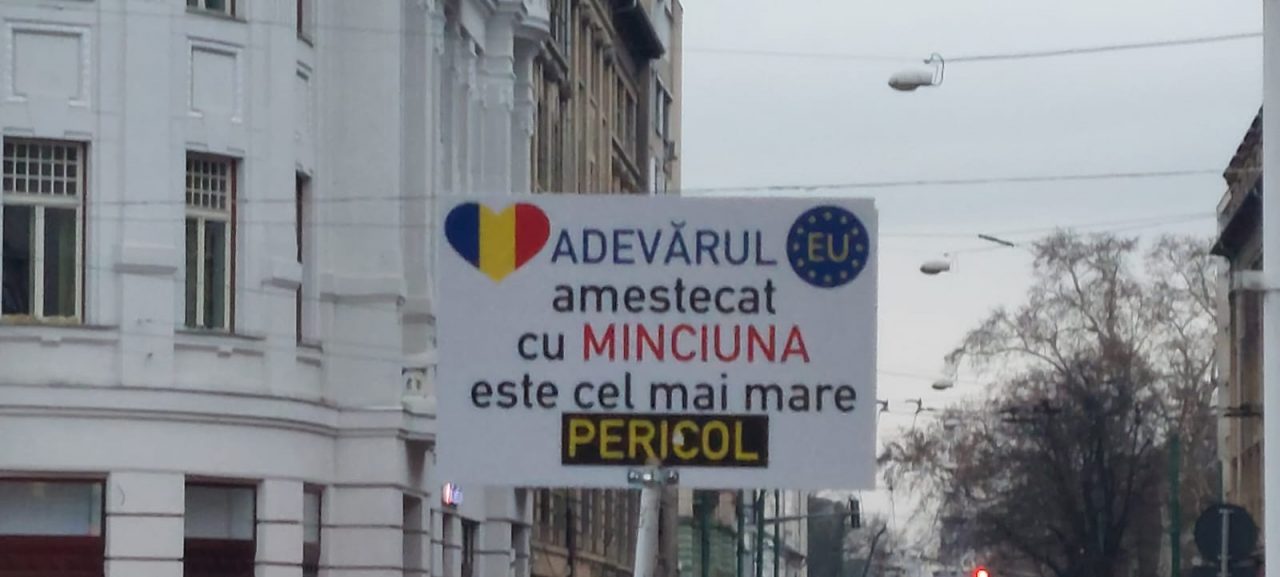 ADEVĂRUL EU
amestecat
cu MINCIUNA
este cel mai mare
PERICOL